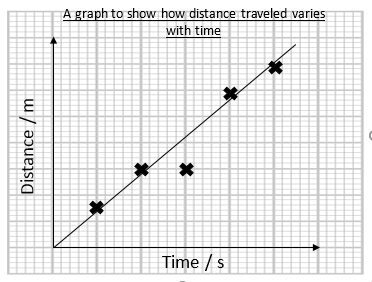 A graph to show how distance traveled varies
with time
Distance / m
Time / s